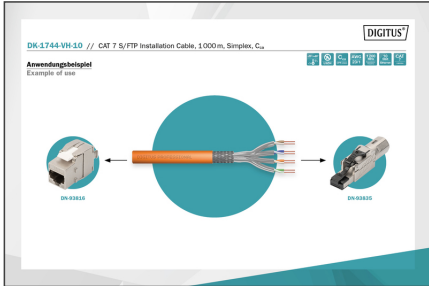 DIGITUS®
DK-1744-VH-10 // CAT 7 S/FTP Installation Cable, 1000 m, Simplex, Cca
Anwendungsbeispiel
Example of use
DN-93616
DN-93635